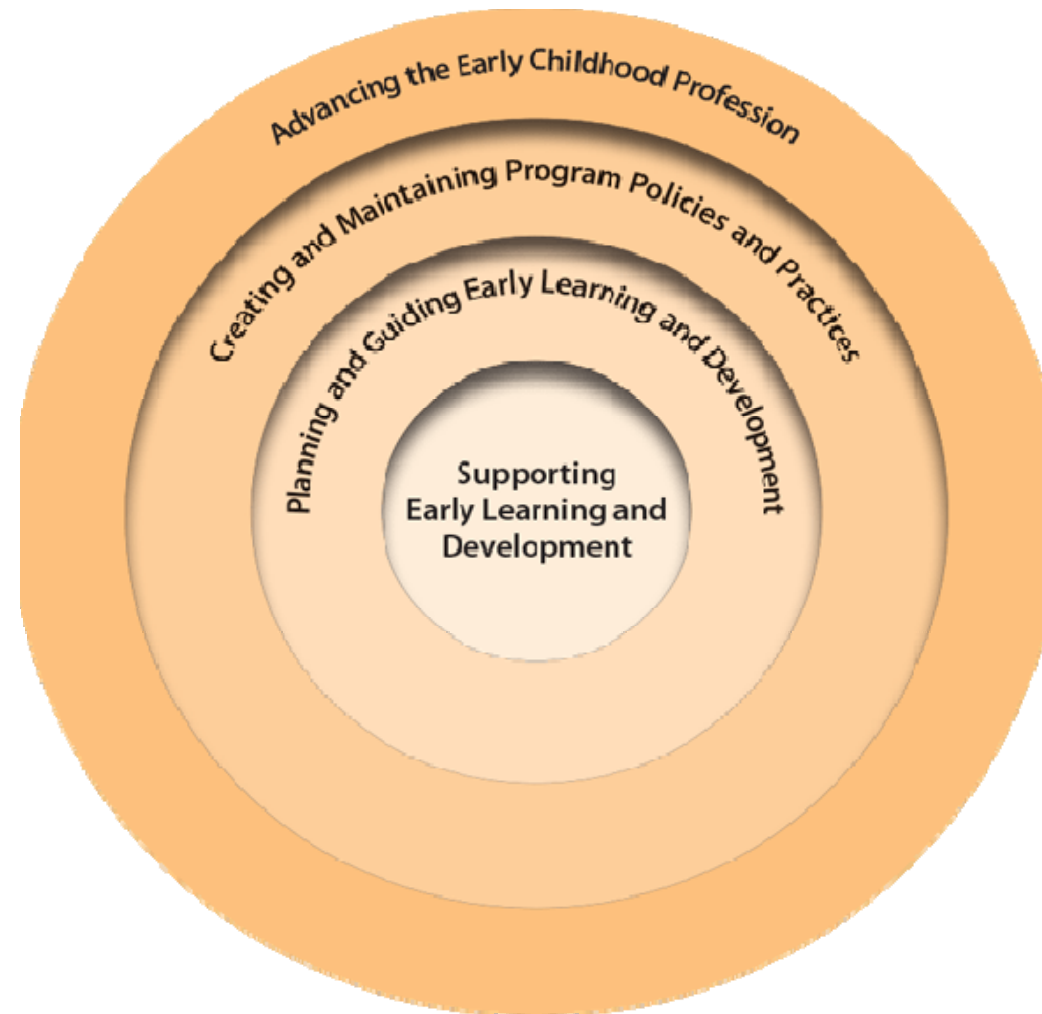 Advancing the Early Childhood Profession
Creating and Maintaining Program Policies and Practices
Planning and Guiding Early Learning and Development
Supporting
Early Learning and
Development